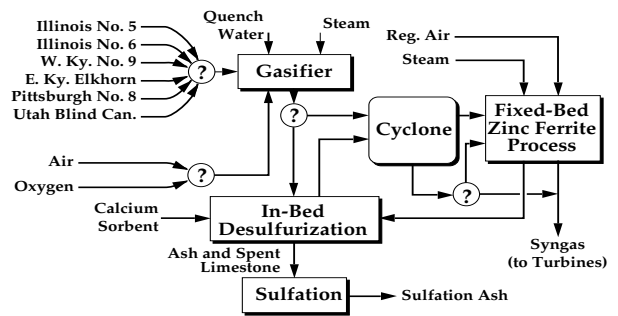 Illinois No. 5
Illinois No. 6
W. Ky. No. 9
E. Ky. Elkhorn
Pittsburgh No. 8
Utah Blind Can.
?
Quench
Water
Steam
Gasifier
Reg. Air
Steam
?
Cyclone
Fixed-Bed
Zinc Ferrite
Process
Air
Oxygen
?
?
Calcium
Sorbent
In-Bed
Desulfurization
Syngas
(to Turbines)
Ash and Spent
Limestone
Sulfation
Sulfation Ash